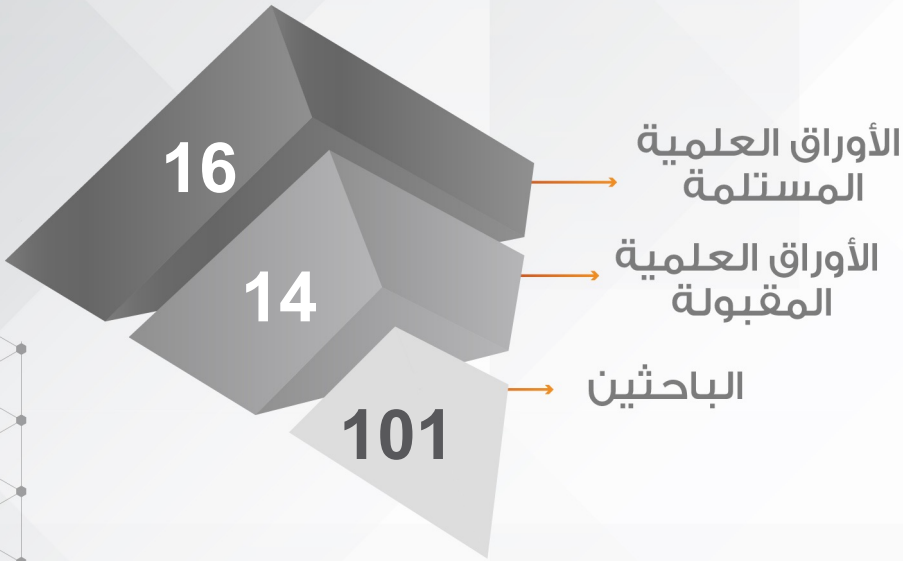 16
الأوراق العلمية
المستلمة
14
الأوراق العلمية
المقبولة
101
الباحثين